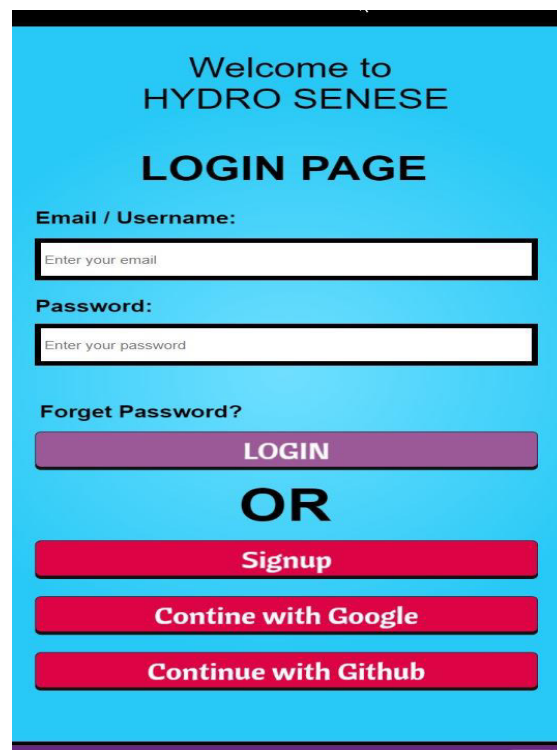 Welcome to
HYDRO SENESE
LOGIN PAGE
Email / Username:
Enter your email
Password:
Enter your password
Forget Password?
LOGIN
OR
Signup
Contine with Google
Continue with Github